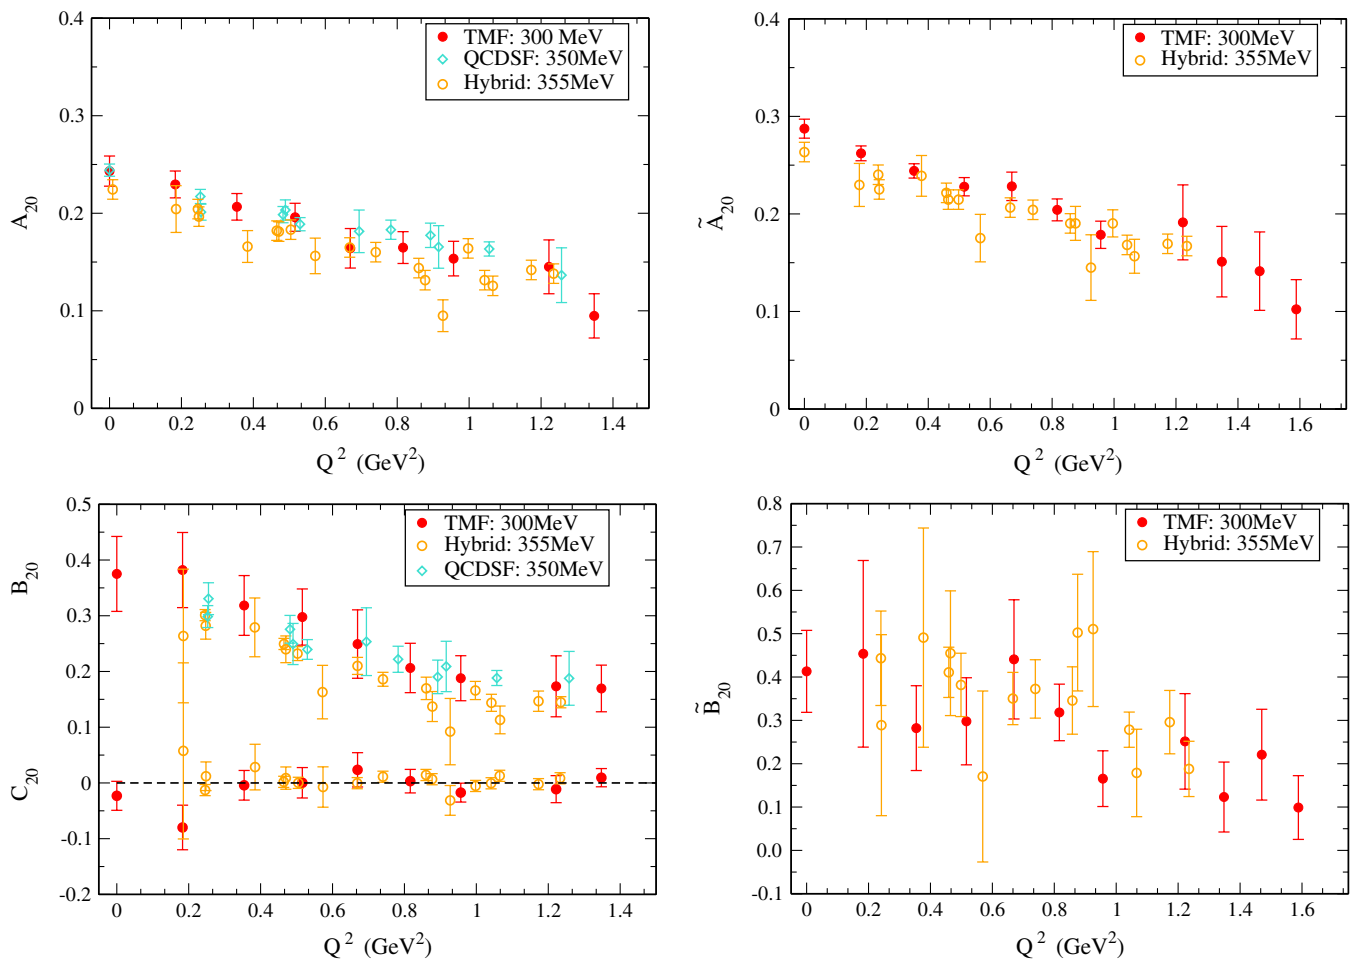 0.4
0.3
0.2
0.1
0
A20
TMF: 300 MeV
QCDSF: 350MeV
Hybrid: 355MeV
0 0.2 0.4 0.6 0.8 1 1.2 1.4
Q² (GeV²)
0.4
0.3
0.2
0.1
0
Ã20
TMF: 300MeV
Hybrid: 355MeV
0 0.2 0.4 0.6 0.8 1 1.2 1.4 1.6
Q² (GeV²)
0.5
0.4
0.3
0.2
0.1
0
-0.1
-0.2
B20
C20
TMF: 300MeV
Hybrid: 355MeV
QCDSF: 350MeV
0 0.2 0.4 0.6 0.8 1 1.2 1.4
Q² (GeV²)
0.8
0.7
0.6
0.5
0.4
0.3
0.2
0.1
0.0
-0.1
B̃20
TMF: 300MeV
Hybrid: 355MeV
0 0.2 0.4 0.6 0.8 1 1.2 1.4 1.6
Q² (GeV²)